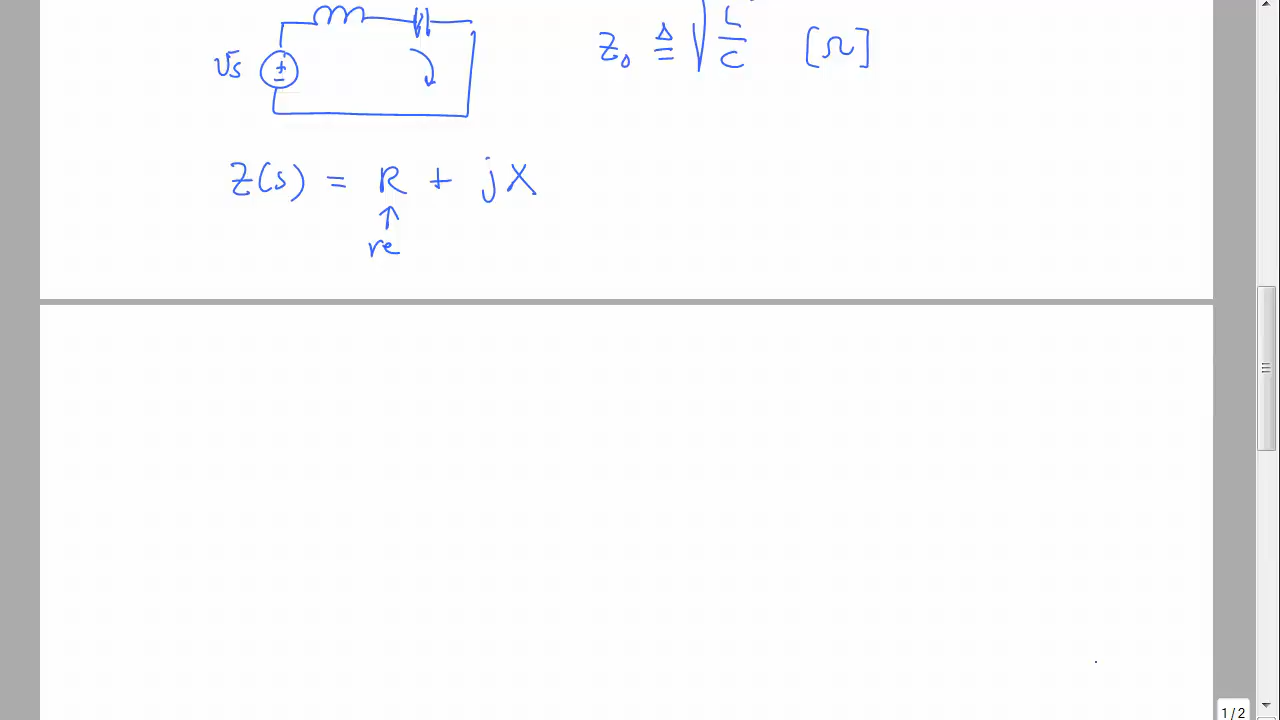 Vs
Z₀ ≜ √(L/C) [Ω]
Z(s) = R + jX
↑
re
1/2